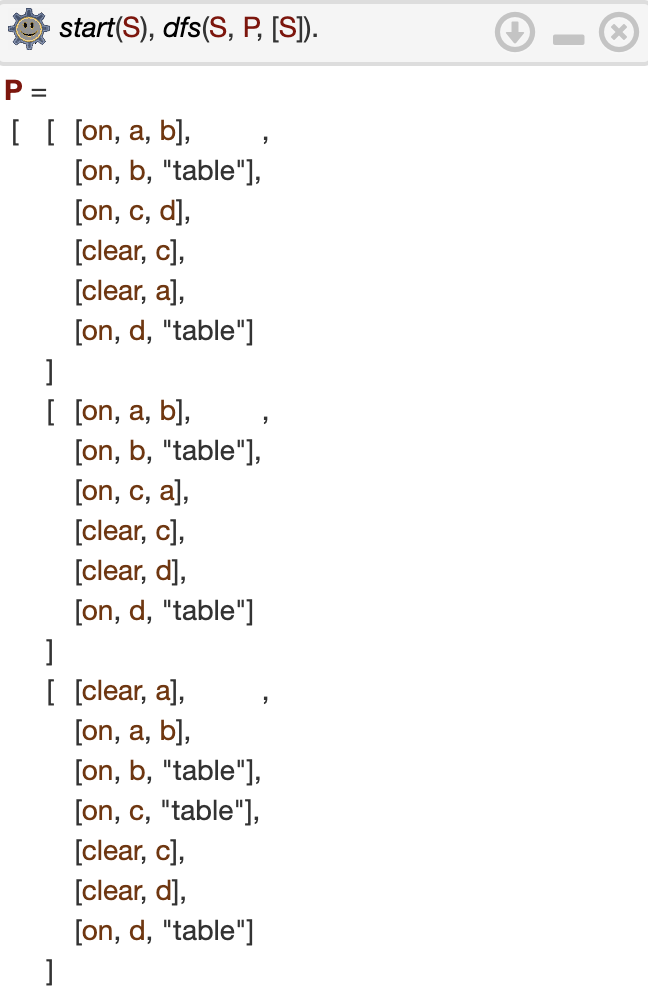 start(S), dfs(S, P, [S]).
P =
[ [ [on, a, b], ,
[on, b, "table"],
[on, c, d],
[clear, c],
[clear, a],
[on, d, "table"]
]
[ [on, a, b], ,
[on, b, "table"],
[on, c, a],
[clear, c],
[clear, d],
[on, d, "table"]
]
[ [clear, a], ,
[on, a, b],
[on, b, "table"],
[on, c, "table"],
[clear, c],
[clear, d],
[on, d, "table"]
]